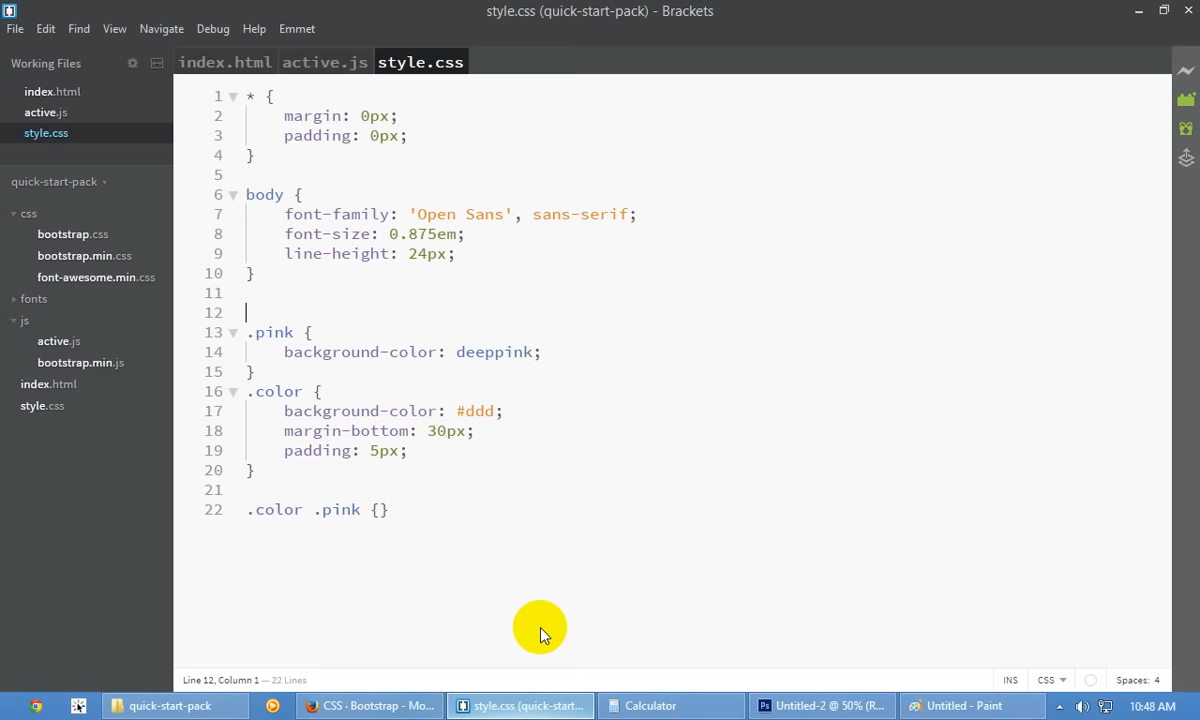 style.css (quick-start-pack) - Brackets
File Edit Find View Navigate Debug Help Emmet
Working Files
index.html
active.js
style.css
quick-start-pack
css
bootstrap.css
bootstrap.min.css
font-awesome.min.css
fonts
js
active.js
bootstrap.min.js
index.html
style.css
index.html active.js style.css
1 * {
2 margin: 0px;
3 padding: 0px;
4 }
5
6 body {
7 font-family: 'Open Sans', sans-serif;
8 font-size: 0.875em;
9 line-height: 24px;
10 }
11
12
13 .pink {
14 background-color: deeppink;
15 }
16 .color {
17 background-color: #ddd;
18 margin-bottom: 30px;
19 padding: 5px;
20 }
21
22 .color .pink {}
Line 12, Column 1 — 22 Lines
INS CSS Spaces: 4
quick-start-pack
CSS · Bootstrap - Mo...
style.css (quick-start...
Calculator
Ps Untitled-2 @ 50% (R...
Untitled - Paint
10:48 AM